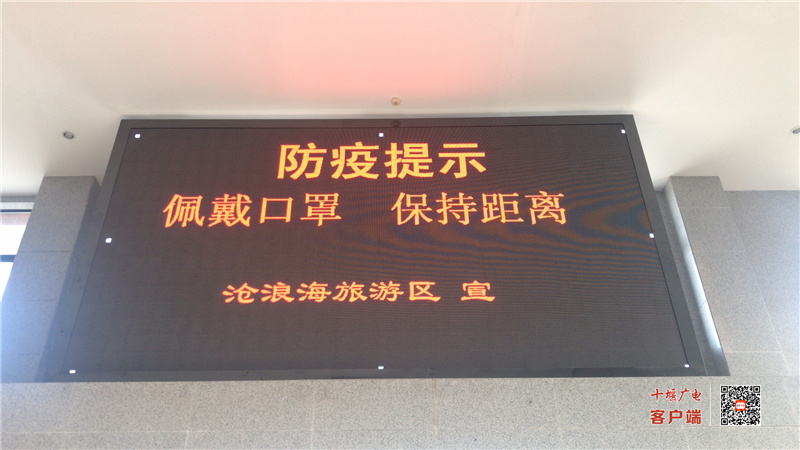 防疫提示
佩戴口罩 保持距离
沧浪海旅游区 宣
十堰广电
客户端